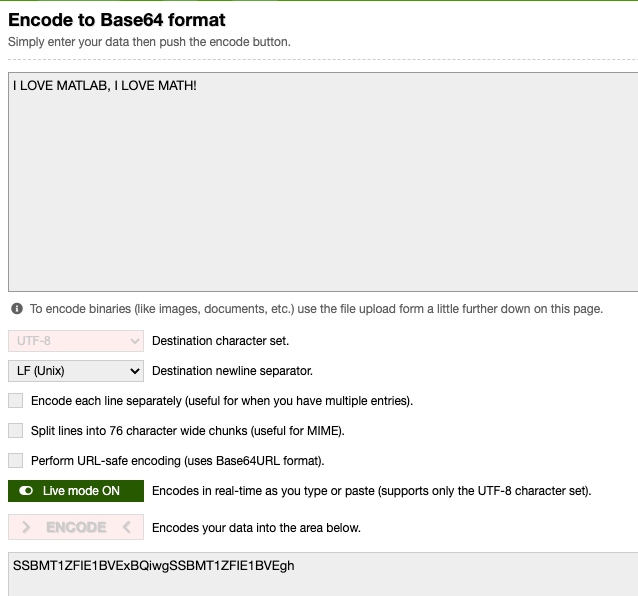 Encode to Base64 format
Simply enter your data then push the encode button.
I LOVE MATLAB, I LOVE MATH!
To encode binaries (like images, documents, etc.) use the file upload form a little further down on this page.
UTF-8 Destination character set.
LF (Unix) Destination newline separator.
Encode each line separately (useful for when you have multiple entries).
Split lines into 76 character wide chunks (useful for MIME).
Perform URL-safe encoding (uses Base64URL format).
Live mode ON Encodes in real-time as you type or paste (supports only the UTF-8 character set).
> ENCODE < Encodes your data into the area below.
SSBMT1ZFIE1BVExBQiwgSSBMT1ZFIE1BVEgh